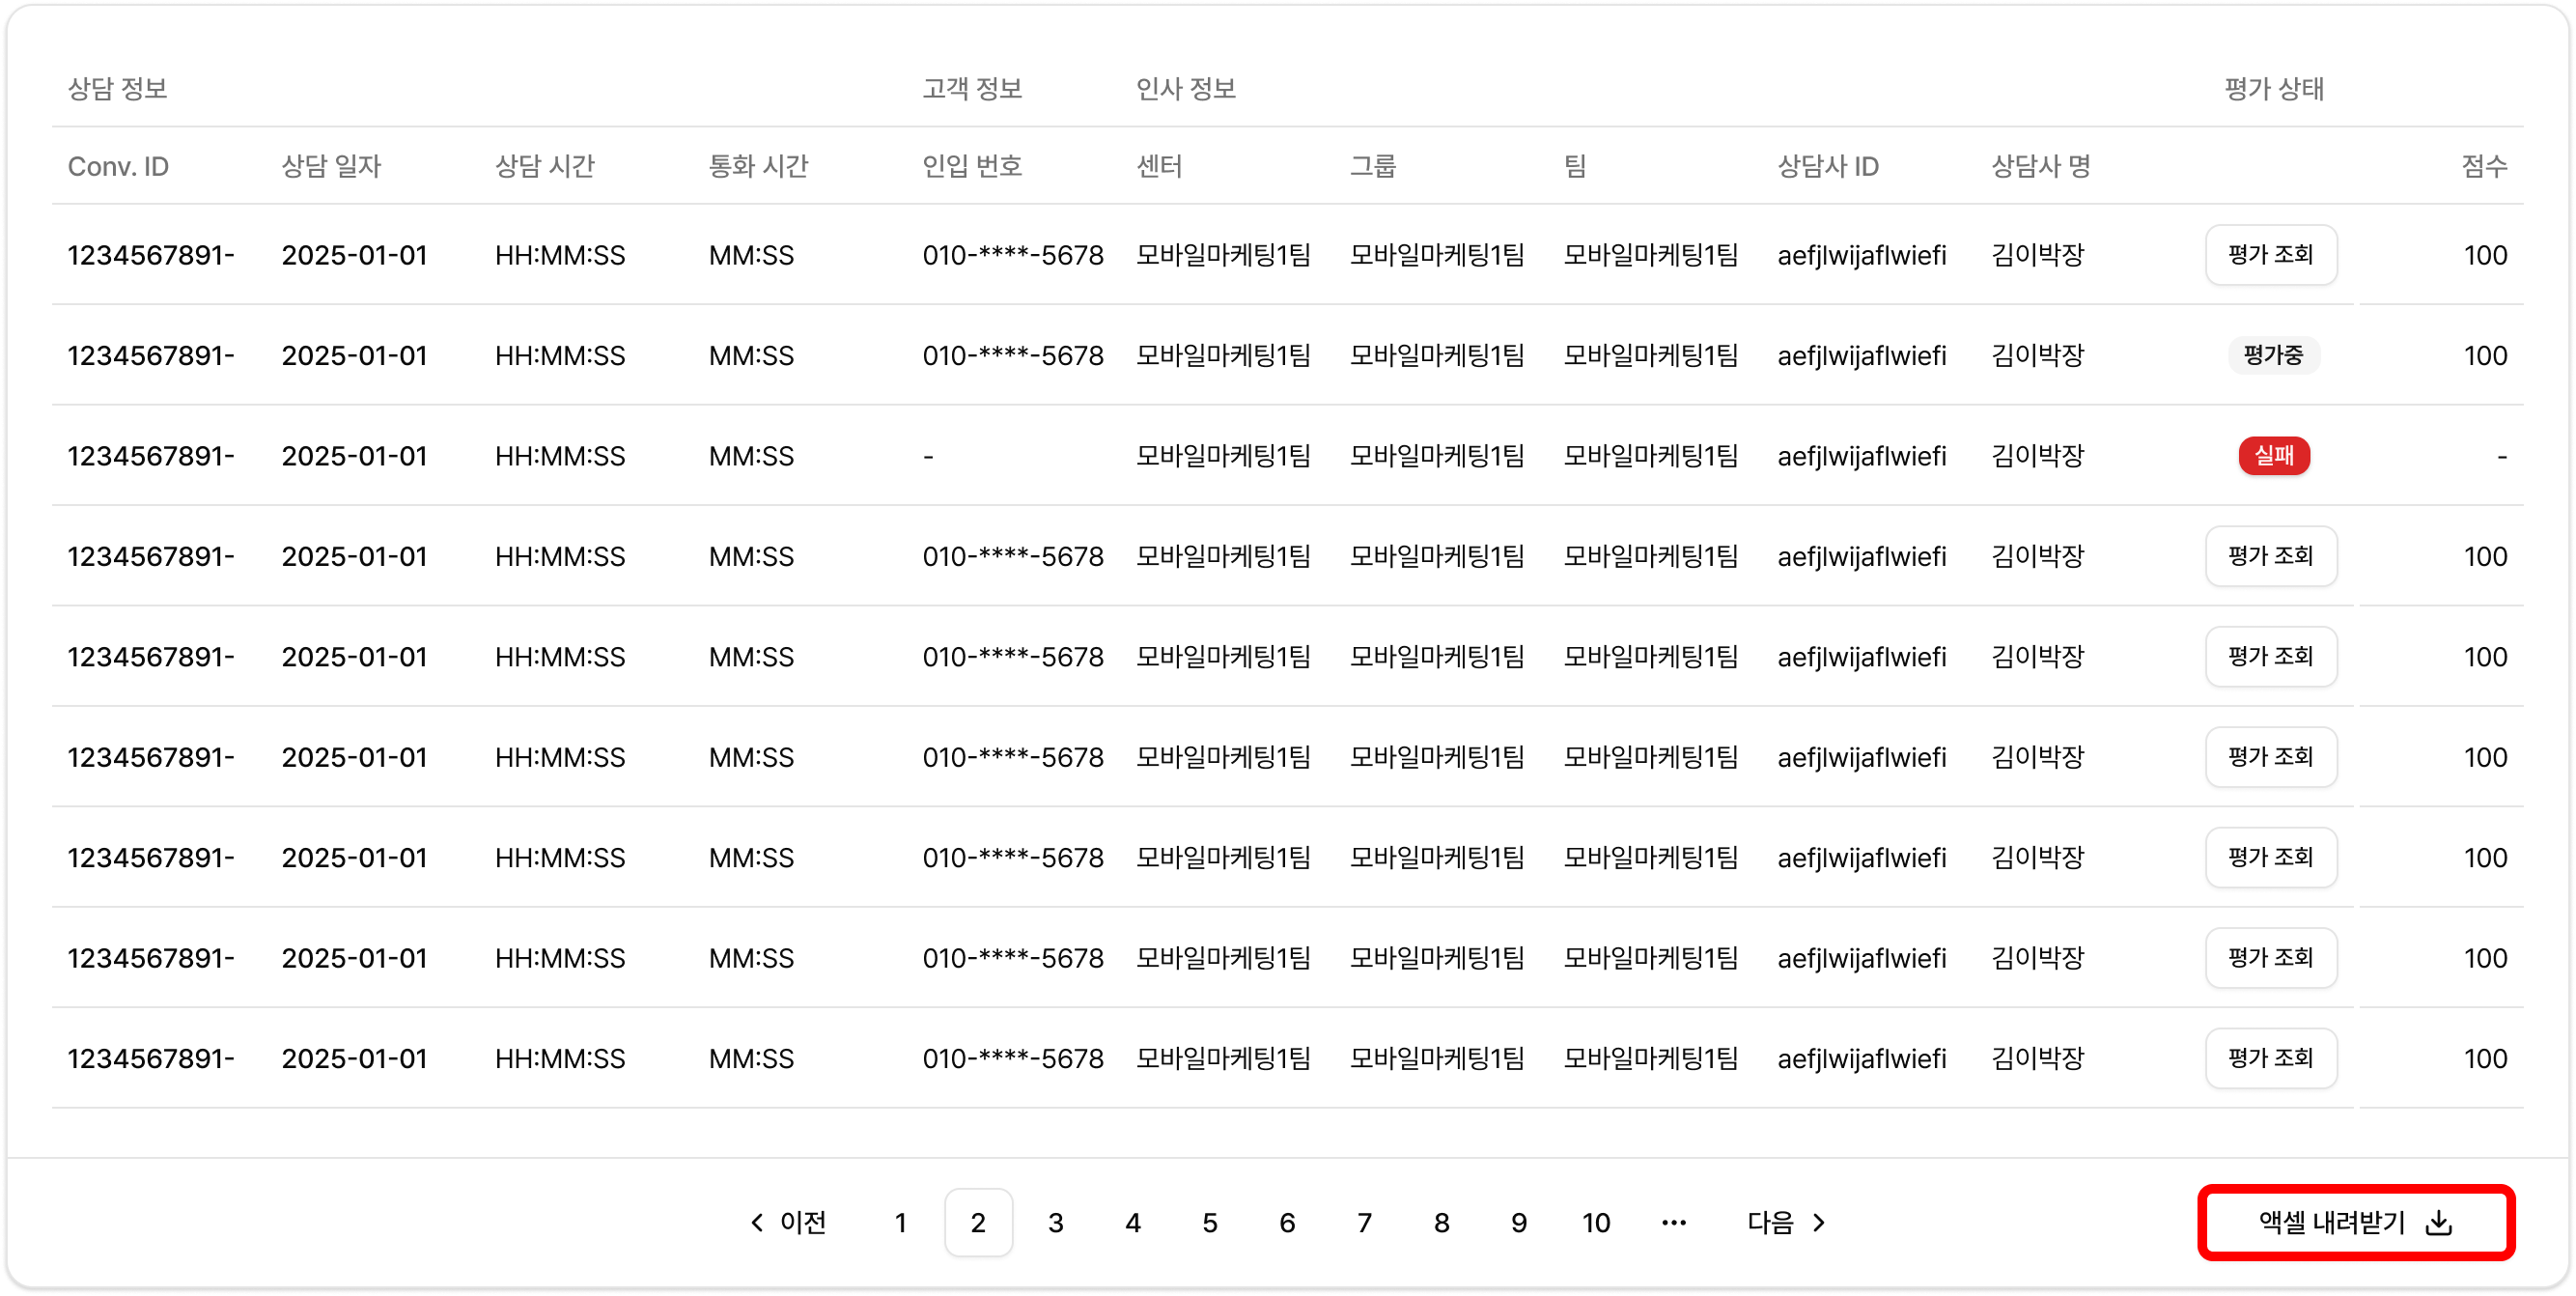 상담 정보 고객 정보 인사 정보 평가 상태
Conv. ID 상담 일자 상담 시간 통화 시간 인입 번호 센터 그룹 팀 상담사 ID 상담사 명 점수
1234567891- 2025-01-01 HH:MM:SS MM:SS 010-****-5678 모바일마케팅1팀 모바일마케팅1팀 모바일마케팅1팀 aefjlwijaflwiefi 김이박장 평가 조회 100
1234567891- 2025-01-01 HH:MM:SS MM:SS 010-****-5678 모바일마케팅1팀 모바일마케팅1팀 모바일마케팅1팀 aefjlwijaflwiefi 김이박장 평가중 100
1234567891- 2025-01-01 HH:MM:SS MM:SS - 모바일마케팅1팀 모바일마케팅1팀 모바일마케팅1팀 aefjlwijaflwiefi 김이박장 실패 -
1234567891- 2025-01-01 HH:MM:SS MM:SS 010-****-5678 모바일마케팅1팀 모바일마케팅1팀 모바일마케팅1팀 aefjlwijaflwiefi 김이박장 평가 조회 100
1234567891- 2025-01-01 HH:MM:SS MM:SS 010-****-5678 모바일마케팅1팀 모바일마케팅1팀 모바일마케팅1팀 aefjlwijaflwiefi 김이박장 평가 조회 100
1234567891- 2025-01-01 HH:MM:SS MM:SS 010-****-5678 모바일마케팅1팀 모바일마케팅1팀 모바일마케팅1팀 aefjlwijaflwiefi 김이박장 평가 조회 100
1234567891- 2025-01-01 HH:MM:SS MM:SS 010-****-5678 모바일마케팅1팀 모바일마케팅1팀 모바일마케팅1팀 aefjlwijaflwiefi 김이박장 평가 조회 100
1234567891- 2025-01-01 HH:MM:SS MM:SS 010-****-5678 모바일마케팅1팀 모바일마케팅1팀 모바일마케팅1팀 aefjlwijaflwiefi 김이박장 평가 조회 100
1234567891- 2025-01-01 HH:MM:SS MM:SS 010-****-5678 모바일마케팅1팀 모바일마케팅1팀 모바일마케팅1팀 aefjlwijaflwiefi 김이박장 평가 조회 100
이전 1 2 3 4 5 6 7 8 9 10 ··· 다음 액셀 내려받기